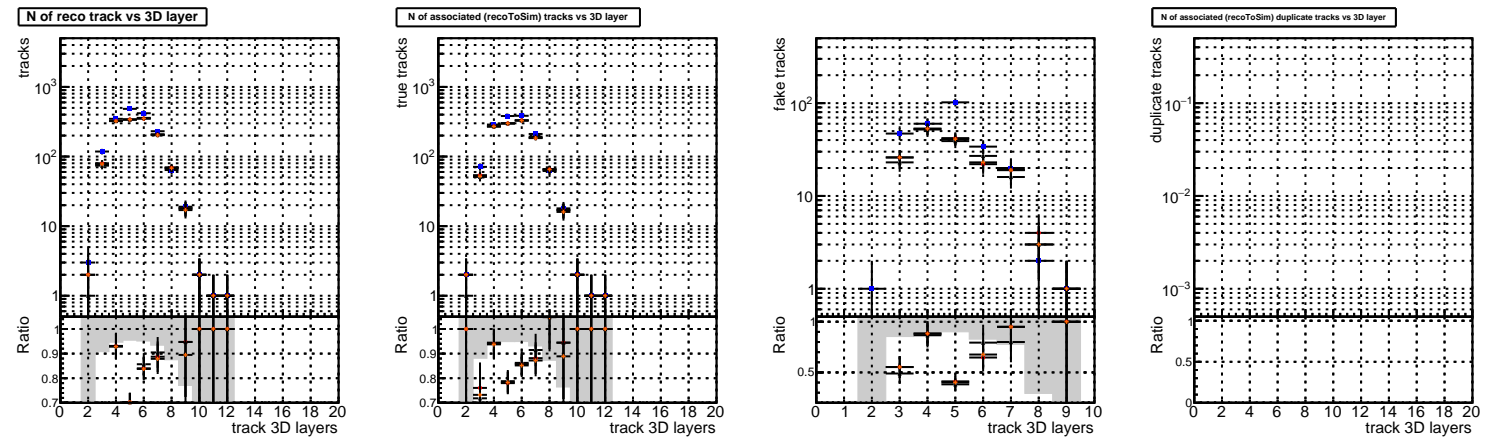 N of reco track vs 3D layer
tracks
10³
10²
10
1
Ratio
1
0.9
0.8
0.7
0 2 4 6 8 10 12 14 16 18 20
track 3D layers
N of associated (recoToSim) tracks vs 3D layer
true tracks
10³
10²
10
1
Ratio
1
0.9
0.8
0.7
0 2 4 6 8 10 12 14 16 18 20
track 3D layers
fake tracks
10²
10
1
Ratio
1
0.5
0 1 2 3 4 5 6 7 8 9 10
track 3D layers
N of associated (recoToSim) duplicate tracks vs 3D layer
duplicate tracks
10⁻¹
10⁻²
10⁻³
Ratio
1
0.5
0
0 2 4 6 8 10 12 14 16 18 20
track 3D layers